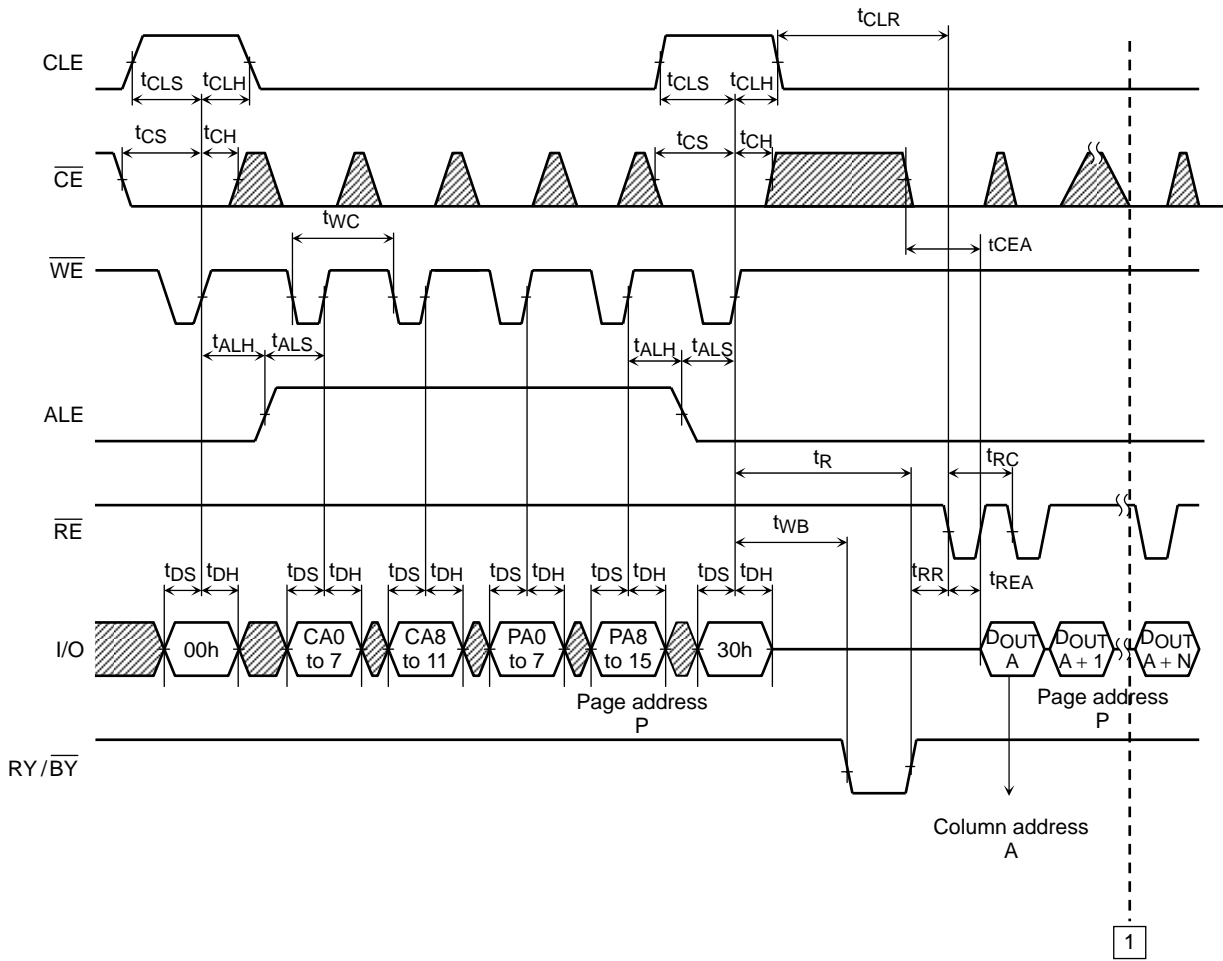 tCLR
CLE
tCLS tCLH tCLS tCLH
tCS tCH tCS tCH
CE
tWC
tCEA
WE
tALH tALS tALH tALS
ALE
tR tRC
RE
tWB
tDS tDH tDS tDH tDS tDH tDS tDH tDS tDH tDS tDH tRR tREA
I/O
00h
CA0
to 7
CA8
to 11
PA0
to 7
PA8
to 15
30h
DOUT
A
DOUT
A + 1
DOUT
A + N
Page address
P
Page address
P
RY/BY
Column address
A
1